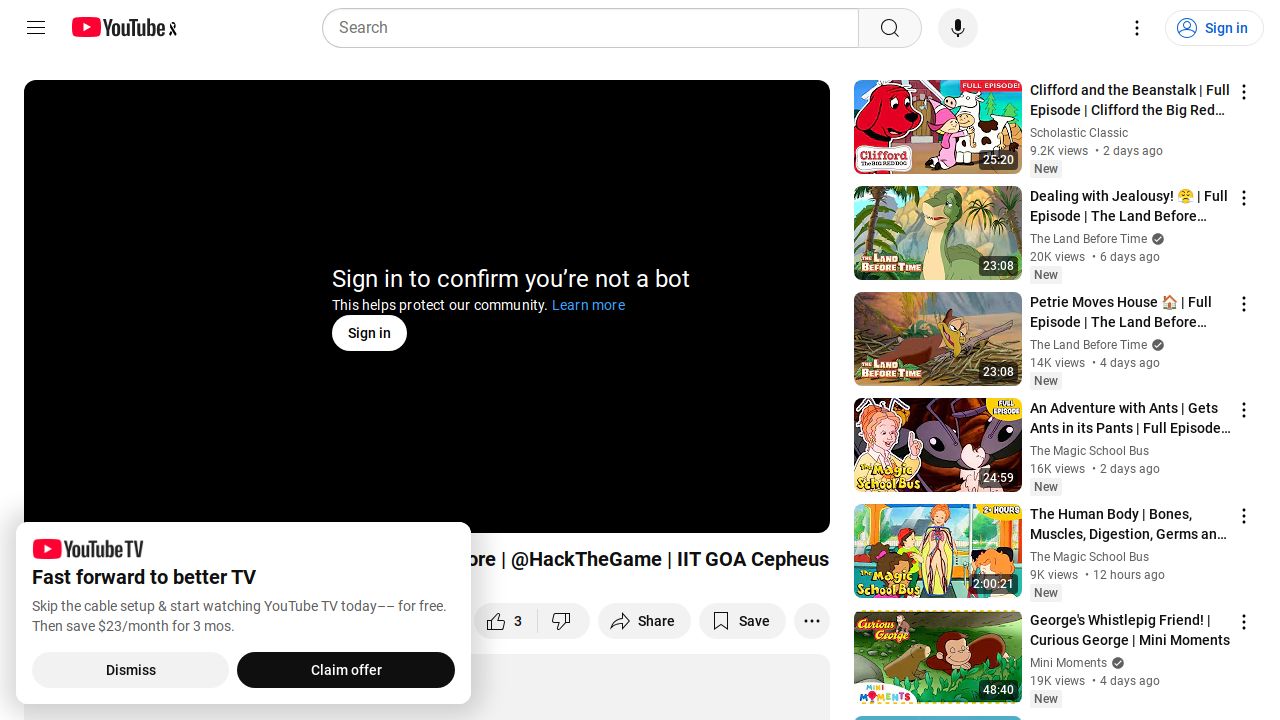 YouTube
Search
Sign in
Sign in to confirm you’re not a bot
This helps protect our community. Learn more
Sign in
YouTube TV
Fast forward to better TV
Skip the cable setup & start watching YouTube TV today–– for free.
Then save $23/month for 3 mos.
Dismiss
Claim offer
ore | @HackTheGame | IIT GOA Cepheus
3
Share
Save
FULL EPISODE!
Clifford
THE BIG RED DOG
25:20
Clifford and the Beanstalk | Full
Episode | Clifford the Big Red…
Scholastic Classic
9.2K views • 2 days ago
New
THE LAND
BEFORE TIME
23:08
Dealing with Jealousy! 😤 | Full
Episode | The Land Before…
The Land Before Time
20K views • 6 days ago
New
THE LAND
BEFORE TIME
23:08
Petrie Moves House 🏠 | Full
Episode | The Land Before…
The Land Before Time
14K views • 4 days ago
New
FULL
EPISODE
The Magic
School Bus
24:59
An Adventure with Ants | Gets
Ants in its Pants | Full Episode…
The Magic School Bus
16K views • 2 days ago
New
2+ HOURS
The Magic
School Bus
2:00:21
The Human Body | Bones,
Muscles, Digestion, Germs an…
The Magic School Bus
9K views • 12 hours ago
New
Curious
George
MINI
MOMENTS
48:40
George's Whistlepig Friend! |
Curious George | Mini Moments
Mini Moments
19K views • 4 days ago
New